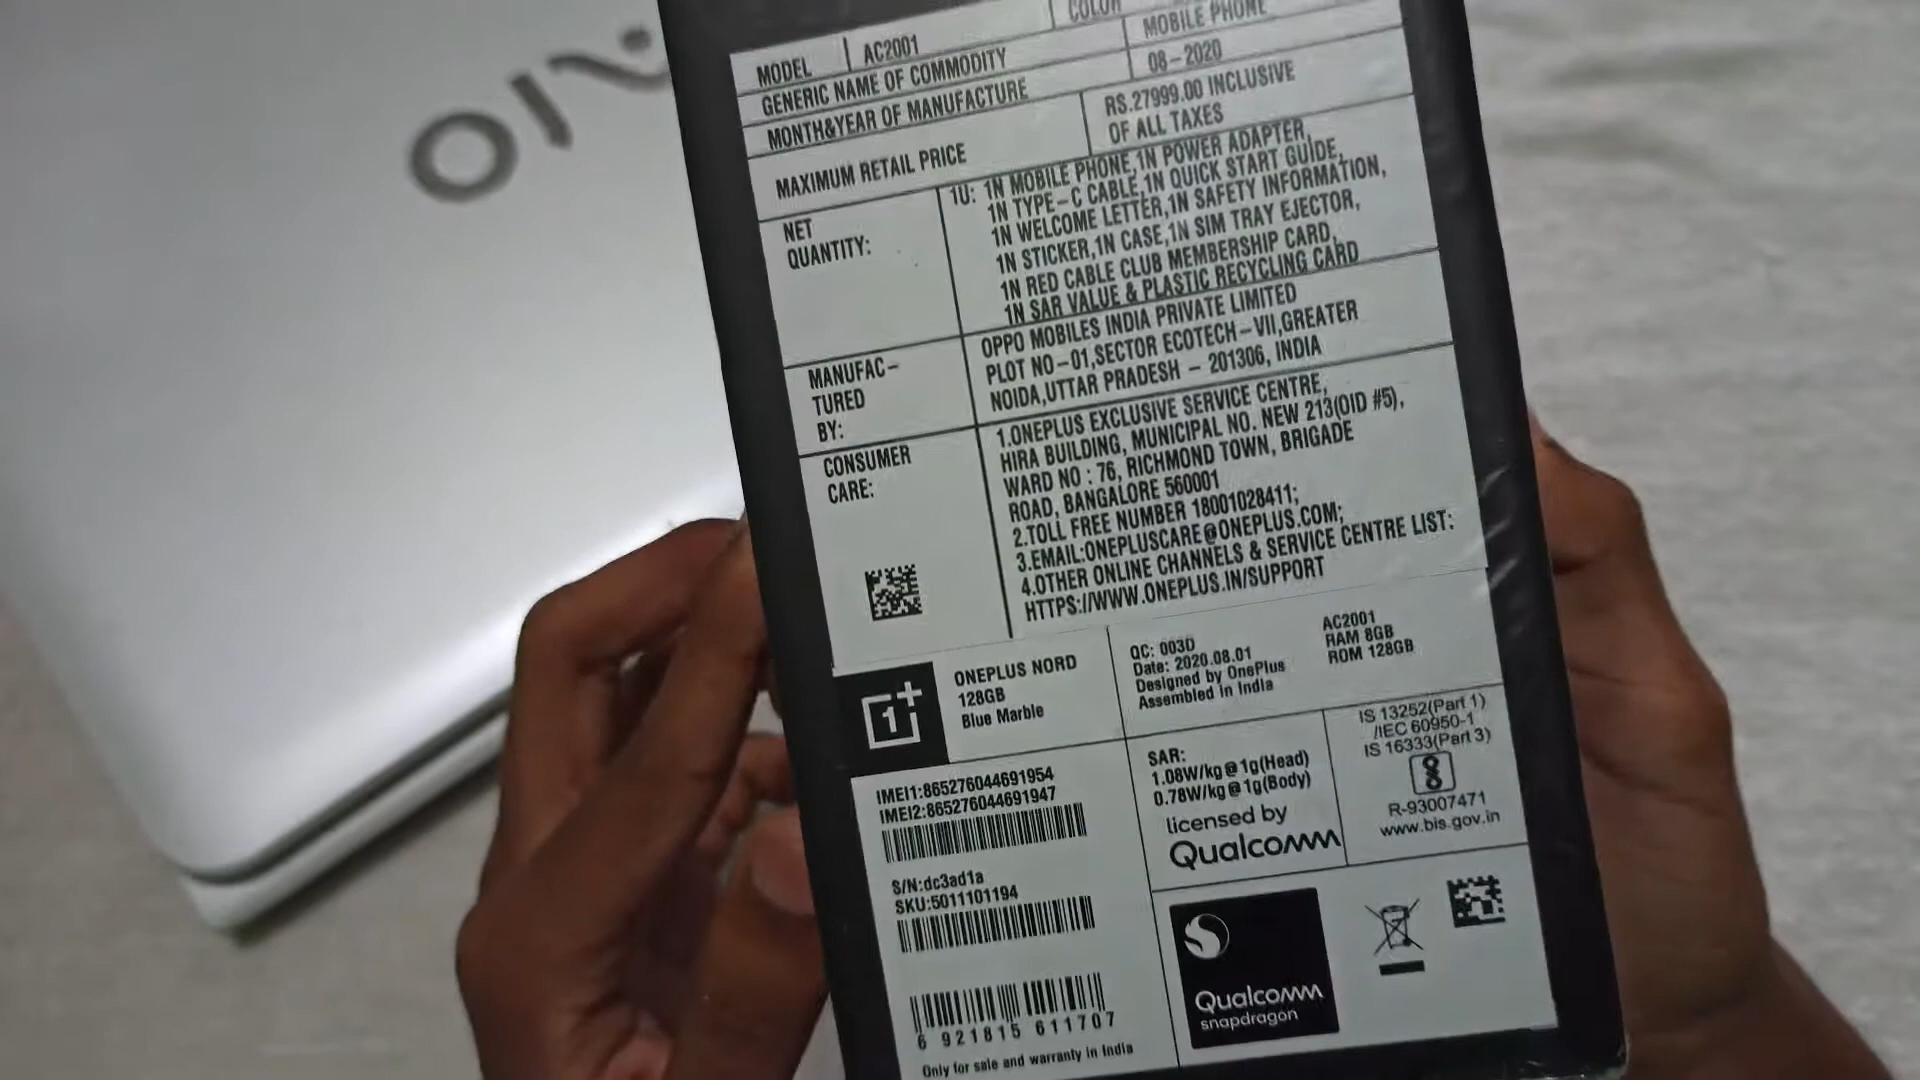 VIO
MODEL AC2001 COLOR
GENERIC NAME OF COMMODITY MOBILE PHONE
MONTH&YEAR OF MANUFACTURE 08-2020
MAXIMUM RETAIL PRICE RS.27999.00 INCLUSIVE
OF ALL TAXES
NET
QUANTITY:
1U: 1N MOBILE PHONE,1N POWER ADAPTER,
1N TYPE-C CABLE,1N QUICK START GUIDE,
1N WELCOME LETTER,1N SAFETY INFORMATION,
1N STICKER,1N CASE,1N SIM TRAY EJECTOR,
1N RED CABLE CLUB MEMBERSHIP CARD,
1N SAR VALUE & PLASTIC RECYCLING CARD
MANUFAC-
TURED
BY:
OPPO MOBILES INDIA PRIVATE LIMITED
PLOT NO-01,SECTOR ECOTECH-VII,GREATER
NOIDA,UTTAR PRADESH - 201306, INDIA
CONSUMER
CARE:
1.ONEPLUS EXCLUSIVE SERVICE CENTRE,
HIRA BUILDING, MUNICIPAL NO. NEW 213(OID #5),
WARD NO : 76, RICHMOND TOWN, BRIGADE
ROAD, BANGALORE 560001
2.TOLL FREE NUMBER 18001028411;
3.EMAIL:ONEPLUSCARE@ONEPLUS.COM;
4.OTHER ONLINE CHANNELS & SERVICE CENTRE LIST:
HTTPS://WWW.ONEPLUS.IN/SUPPORT
1+
ONEPLUS NORD
128GB
Blue Marble
QC: 003D
Date: 2020.08.01
Designed by OnePlus
Assembled in India
AC2001
RAM 8GB
ROM 128GB
IMEI1:865276044691954
IMEI2:865276044691947
S/N:dc3ad1a
SKU:5011101194
6 921815 611707
Only for sale and warranty in India
SAR:
1.08W/kg@1g(Head)
0.78W/kg@1g(Body)
licensed by
Qualcomm
IS 13252(Part 1)
/IEC 60950-1
IS 16333(Part 3)
R-93007471
www.bis.gov.in
Qualcomm
snapdragon